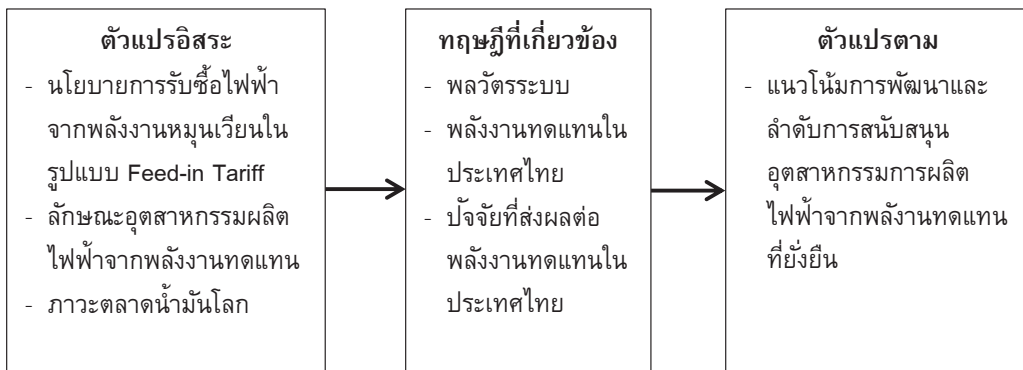 ตัวแปรอิสระ
- นโยบายการรับซื้อไฟฟ้า
จากพลังงานหมุนเวียนใน
รูปแบบ Feed-in Tariff
- ลักษณะอุตสาหกรรมผลิต
ไฟฟ้าจากพลังงานทดแทน
- ภาวะตลาดน้ำมันโลก
ทฤษฎีที่เกี่ยวข้อง
- พลวัตรระบบ
- พลังงานทดแทนใน
ประเทศไทย
- ปัจจัยที่ส่งผลต่อ
พลังงานทดแทนใน
ประเทศไทย
ตัวแปรตาม
- แนวโน้มการพัฒนาและ
ลำดับการสนับสนุน
อุตสาหกรรมการผลิต
ไฟฟ้าจากพลังานทดแทน
ที่ยั่งยืน